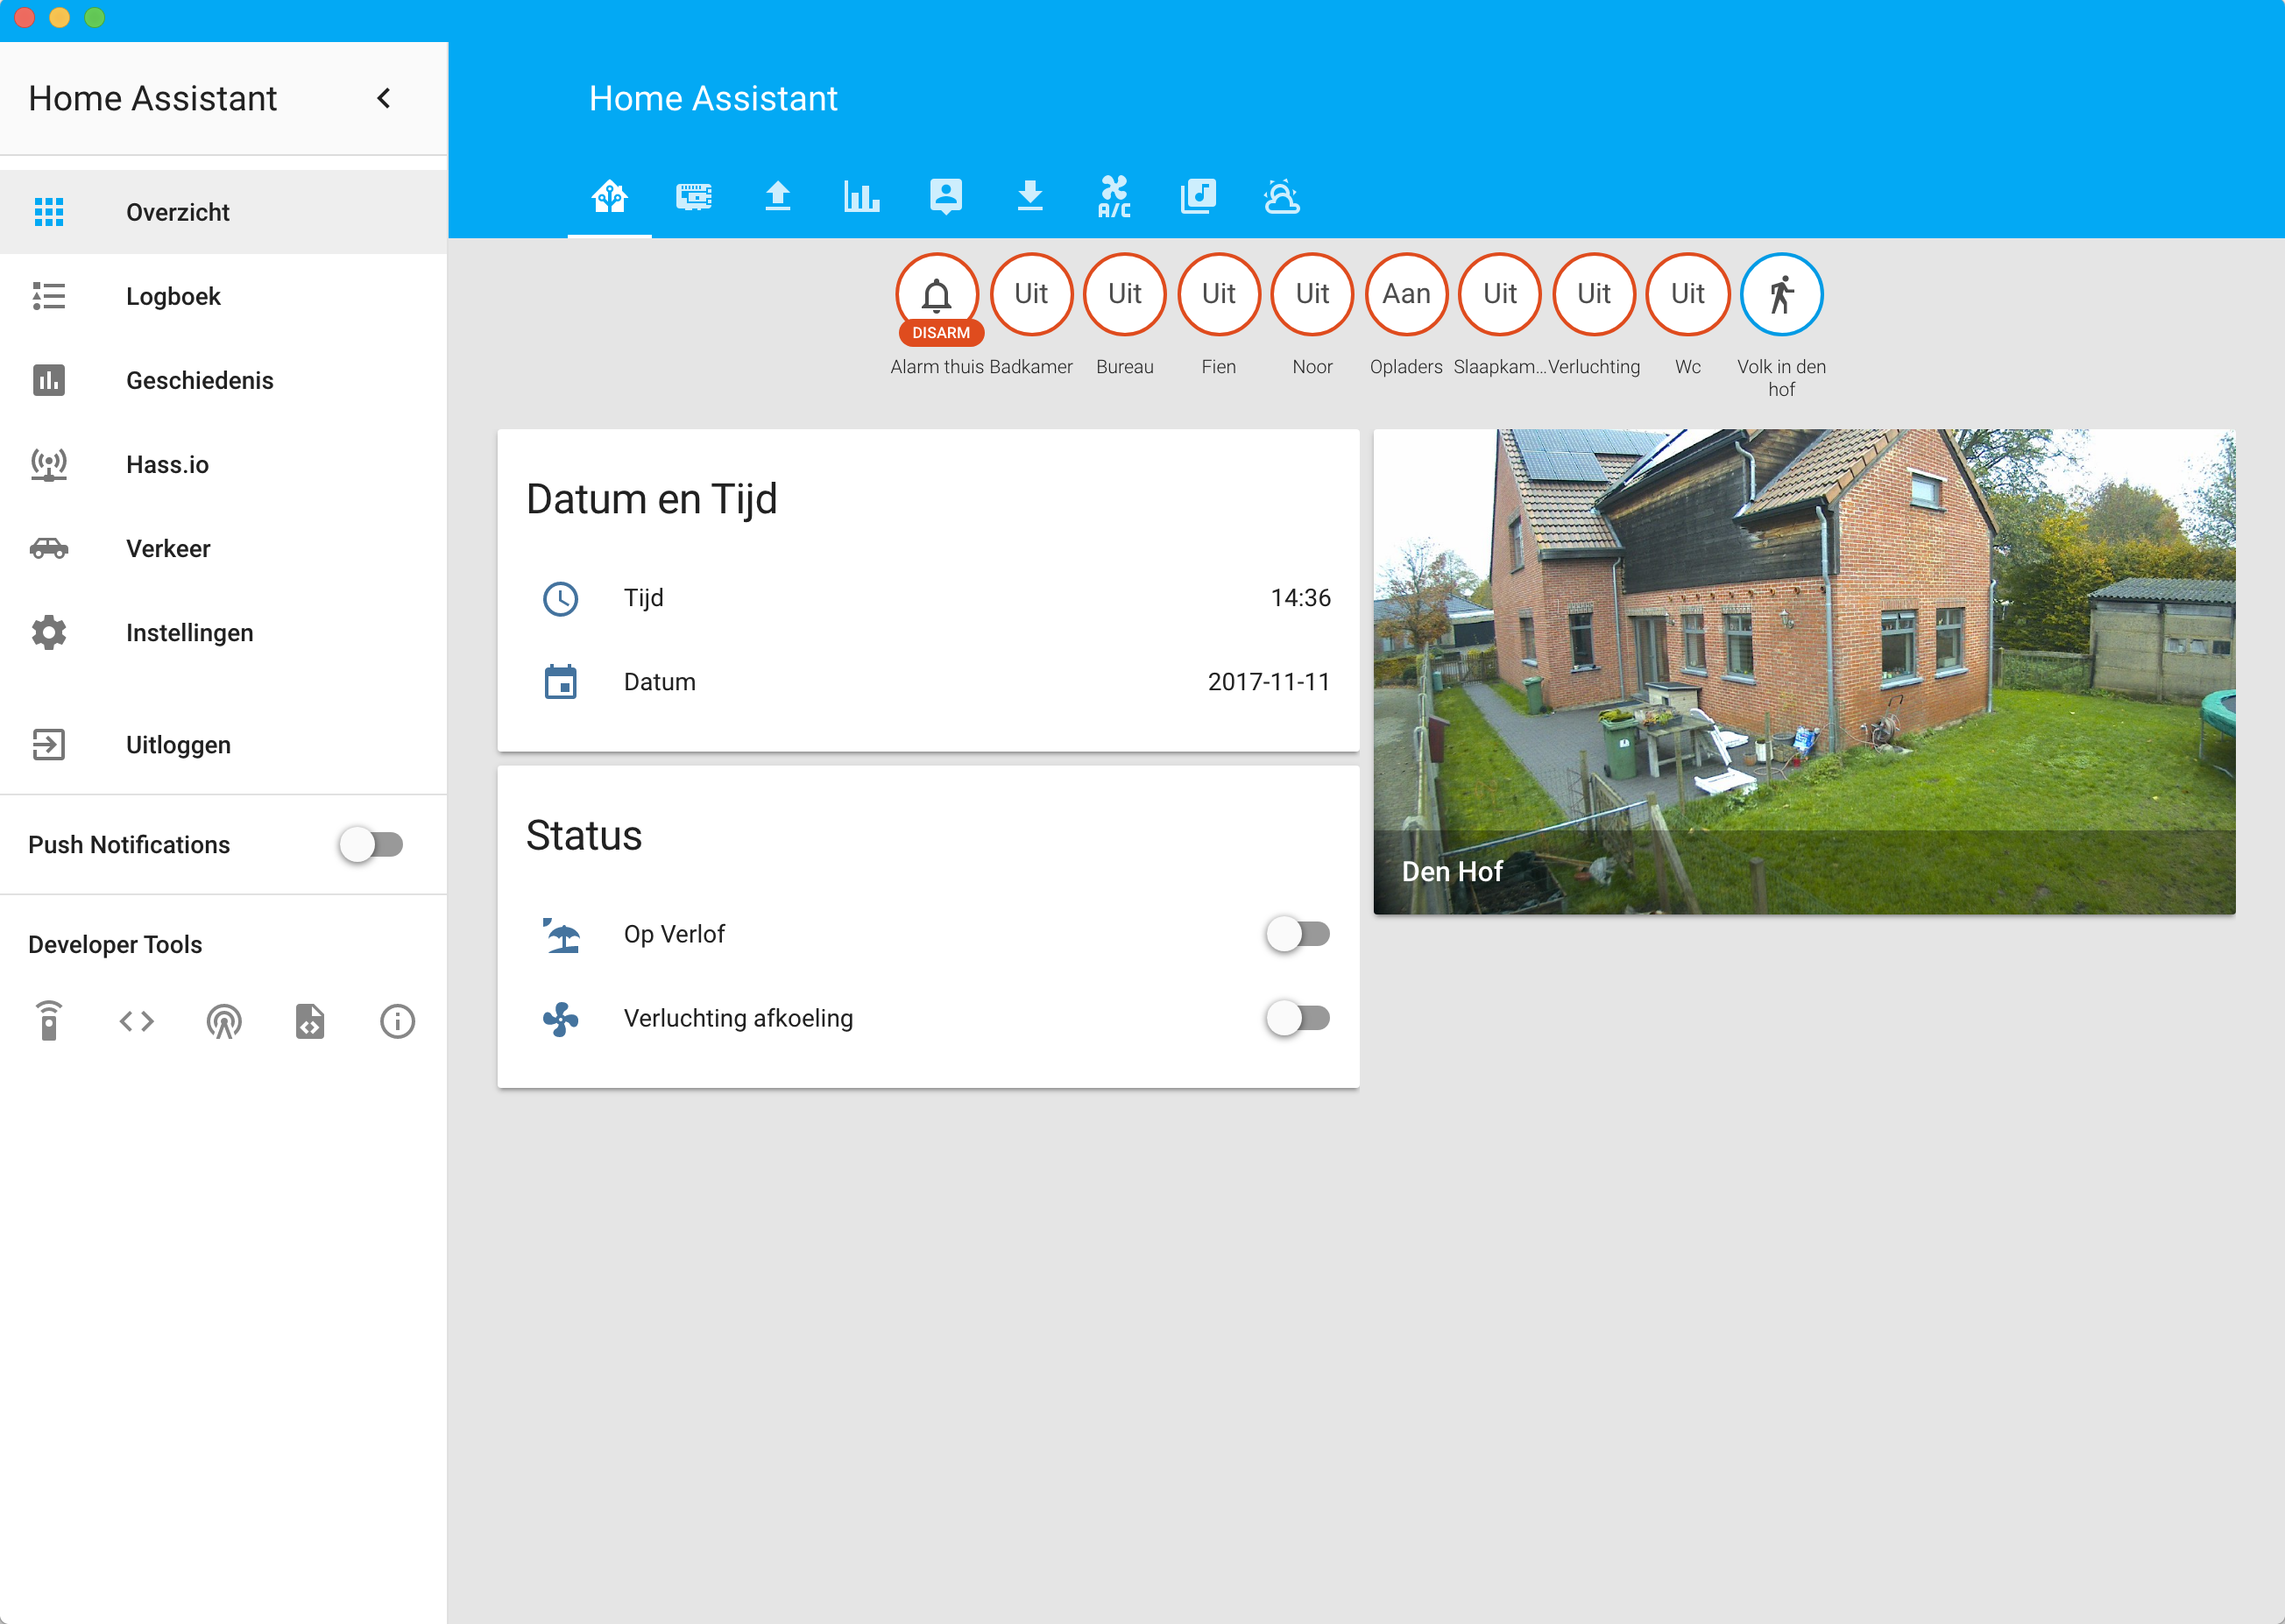 Home Assistant
Overzicht
Logboek
Geschiedenis
Hass.io
Verkeer
Instellingen
Uitloggen
Push Notifications
Developer Tools
Home Assistant
A/C
Uit
Uit
Uit
Uit
Aan
Uit
Uit
Uit
DISARM
Alarm thuis
Badkamer
Bureau
Fien
Noor
Opladers
Slaapkam...
Verluchting
Wc
Volk in den
hof
Datum en Tijd
Tijd 14:36
Datum 2017-11-11
Status
Op Verlof
Verluchting afkoeling
Den Hof